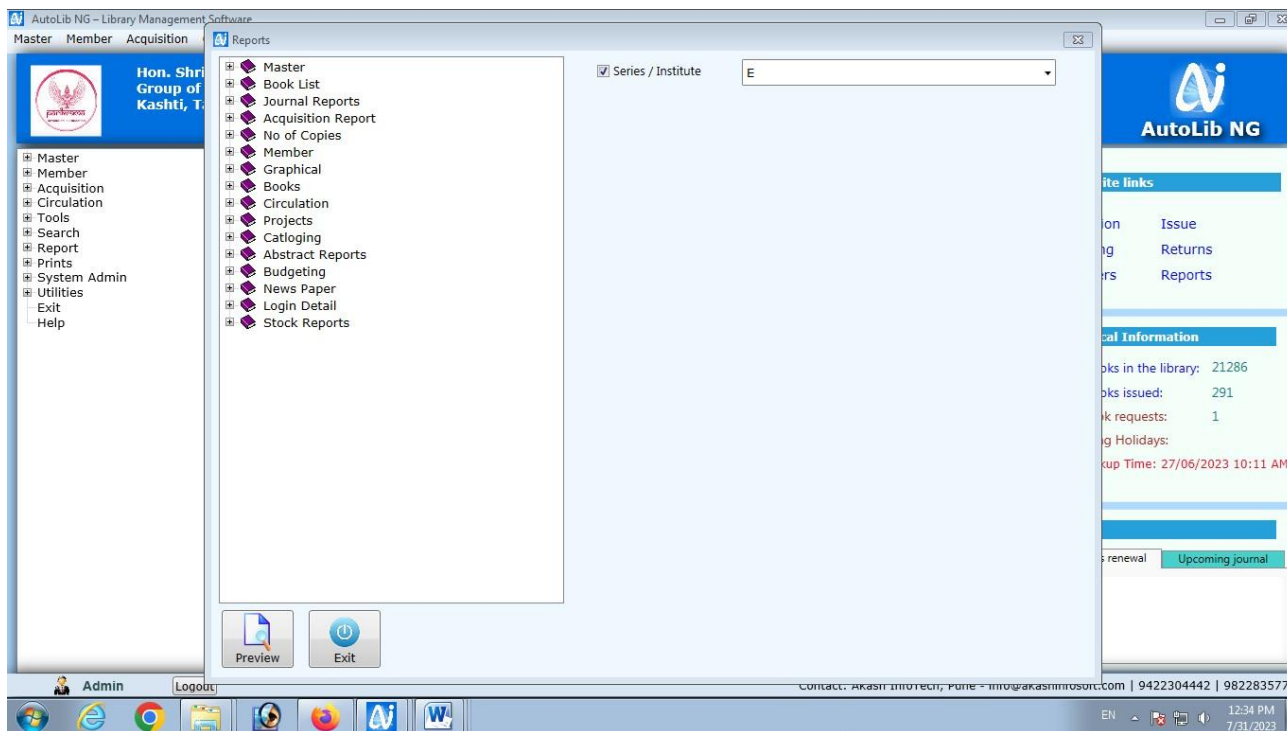 AutoLib NG – Library Management Software
Master Member Acquisition
Reports
Hon. Shri
Group of
Kashti, T
parikrama
AutoLib NG
Master
Member
Acquisition
Circulation
Tools
Search
Report
Prints
System Admin
Utilities
Exit
Help
Master
Book List
Journal Reports
Acquisition Report
No of Copies
Member
Graphical
Books
Circulation
Projects
Catloging
Abstract Reports
Budgeting
News Paper
Login Detail
Stock Reports
Series / Institute E
Preview Exit
ite links
ion Issue
ng Returns
ers Reports
cal Information
oks in the library: 21286
oks issued: 291
k requests: 1
g Holidays:
kup Time: 27/06/2023 10:11 AM
s renewal Upcoming journal
Admin Logout
Contact: Akash InfoTech, Pune - info@akashinfosoft.com | 9422304442 | 982283577
EN
12:34 PM
7/31/2023